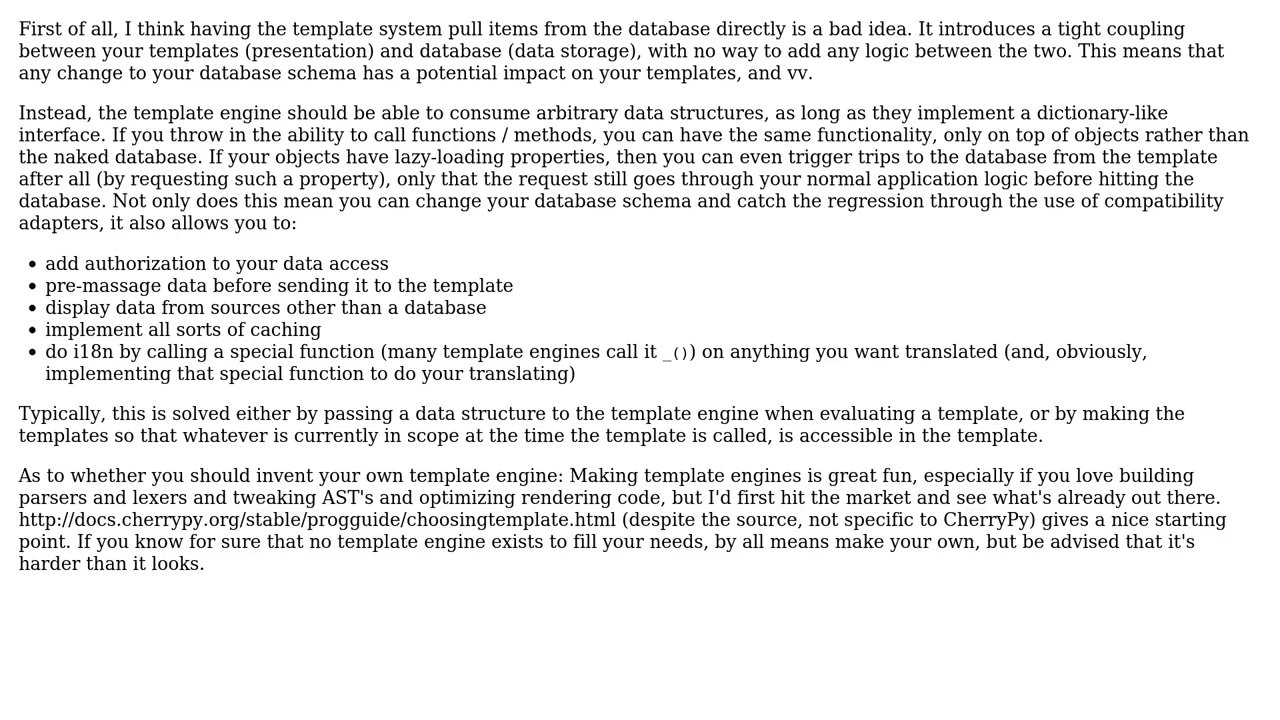 First of all, I think having the template system pull items from the database directly is a bad idea. It introduces a tight coupling
between your templates (presentation) and database (data storage), with no way to add any logic between the two. This means that
any change to your database schema has a potential impact on your templates, and vv.
Instead, the template engine should be able to consume arbitrary data structures, as long as they implement a dictionary-like
interface. If you throw in the ability to call functions / methods, you can have the same functionality, only on top of objects rather than
the naked database. If your objects have lazy-loading properties, then you can even trigger trips to the database from the template
after all (by requesting such a property), only that the request still goes through your normal application logic before hitting the
database. Not only does this mean you can change your database schema and catch the regression through the use of compatibility
adapters, it also allows you to:
• add authorization to your data access
• pre-massage data before sending it to the template
• display data from sources other than a database
• implement all sorts of caching
• do i18n by calling a special function (many template engines call it _()) on anything you want translated (and, obviously,
implementing that special function to do your translating)
Typically, this is solved either by passing a data structure to the template engine when evaluating a template, or by making the
templates so that whatever is currently in scope at the time the template is called, is accessible in the template.
As to whether you should invent your own template engine: Making template engines is great fun, especially if you love building
parsers and lexers and tweaking AST's and optimizing rendering code, but I'd first hit the market and see what's already out there.
http://docs.cherrypy.org/stable/progguide/choosingtemplate.html (despite the source, not specific to CherryPy) gives a nice starting
point. If you know for sure that no template engine exists to fill your needs, by all means make your own, but be advised that it's
harder than it looks.